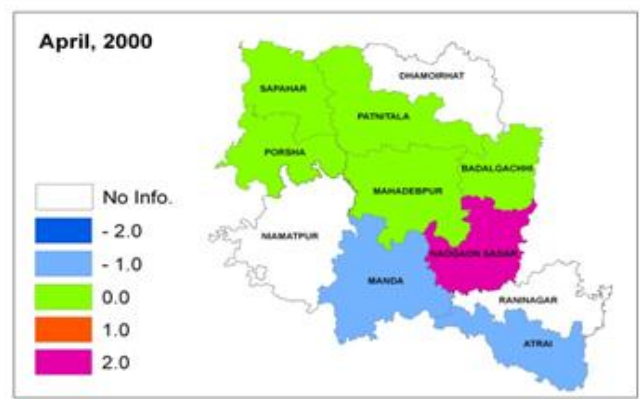 April, 2000
DHAMOIRHAT
SAPAHAR
PATNITALA
PORSHA
BADALGACHHI
MAHADEBPUR
NIAMATPUR
NAOGAON SADAR
MANDA
RANINAGAR
ATRAI
No Info.
- 2.0
- 1.0
0.0
1.0
2.0